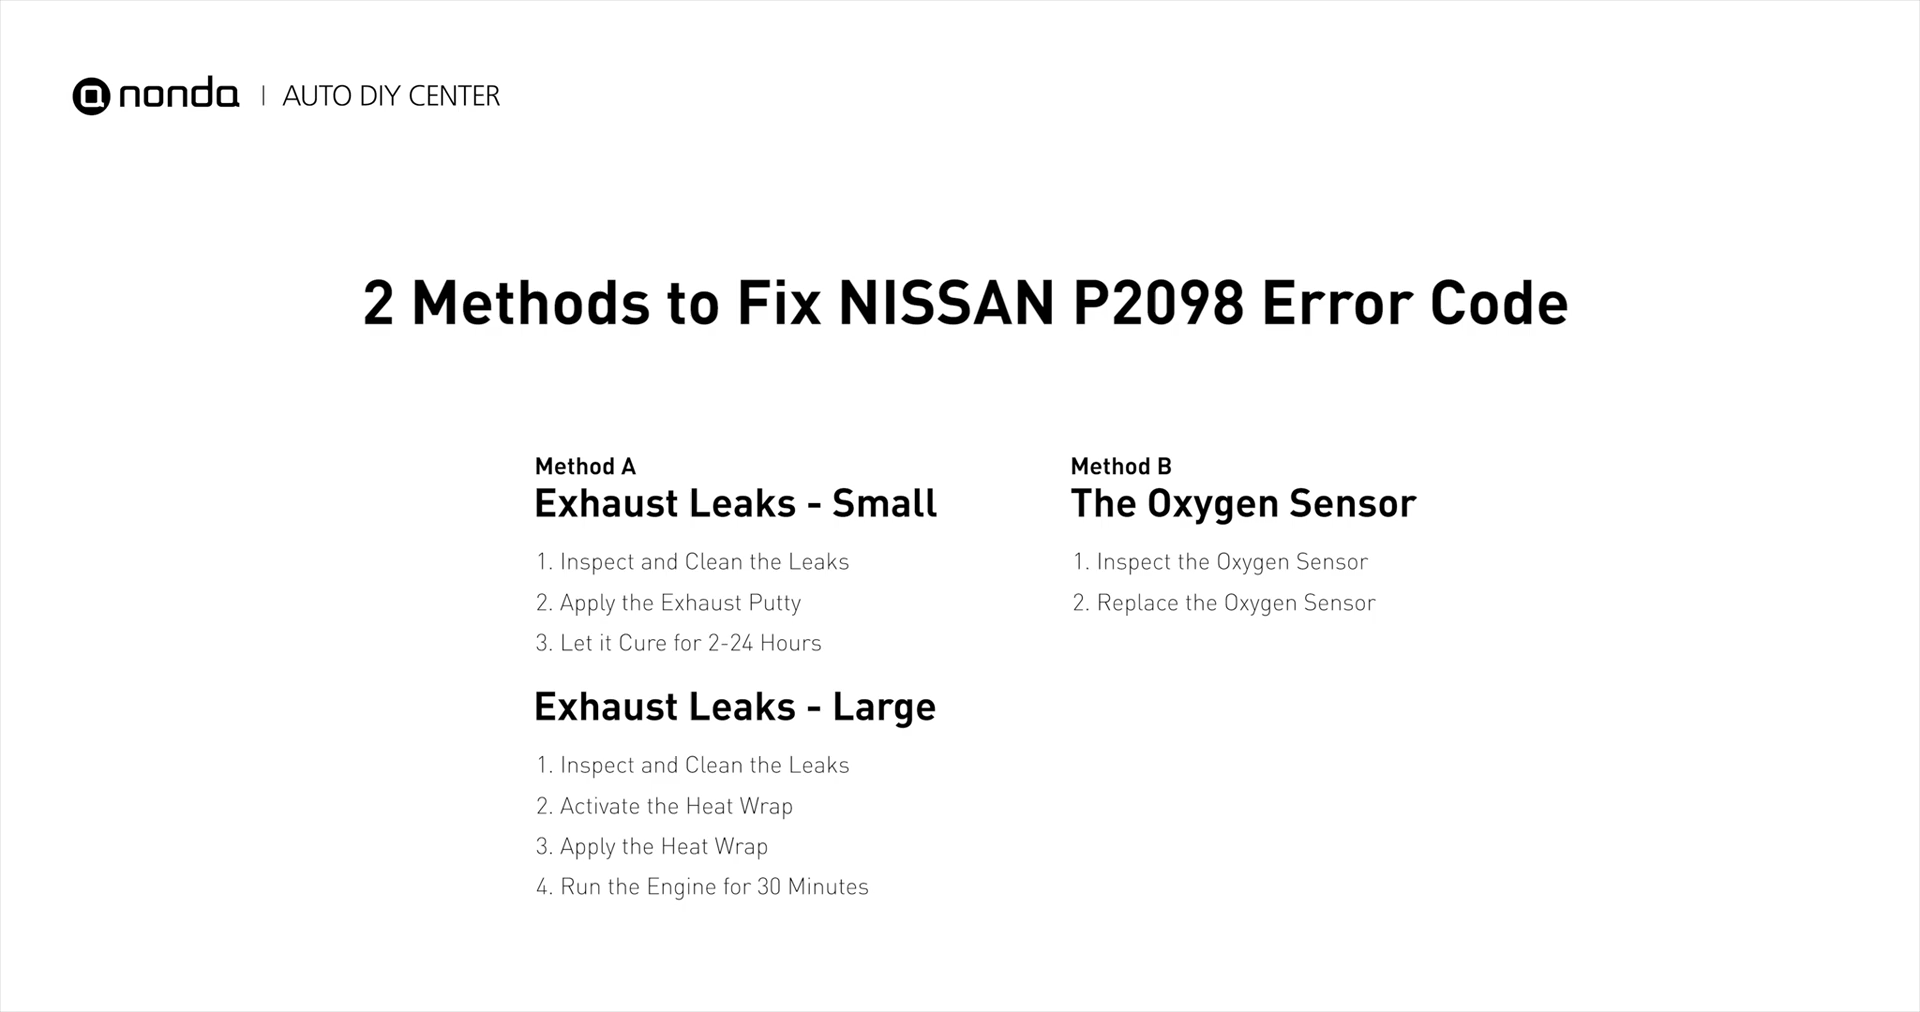 nonda | AUTO DIY CENTER
2 Methods to Fix NISSAN P2098 Error Code
Method A
Exhaust Leaks - Small
1. Inspect and Clean the Leaks
2. Apply the Exhaust Putty
3. Let it Cure for 2-24 Hours
Exhaust Leaks - Large
1. Inspect and Clean the Leaks
2. Activate the Heat Wrap
3. Apply the Heat Wrap
4. Run the Engine for 30 Minutes
Method B
The Oxygen Sensor
1. Inspect the Oxygen Sensor
2. Replace the Oxygen Sensor